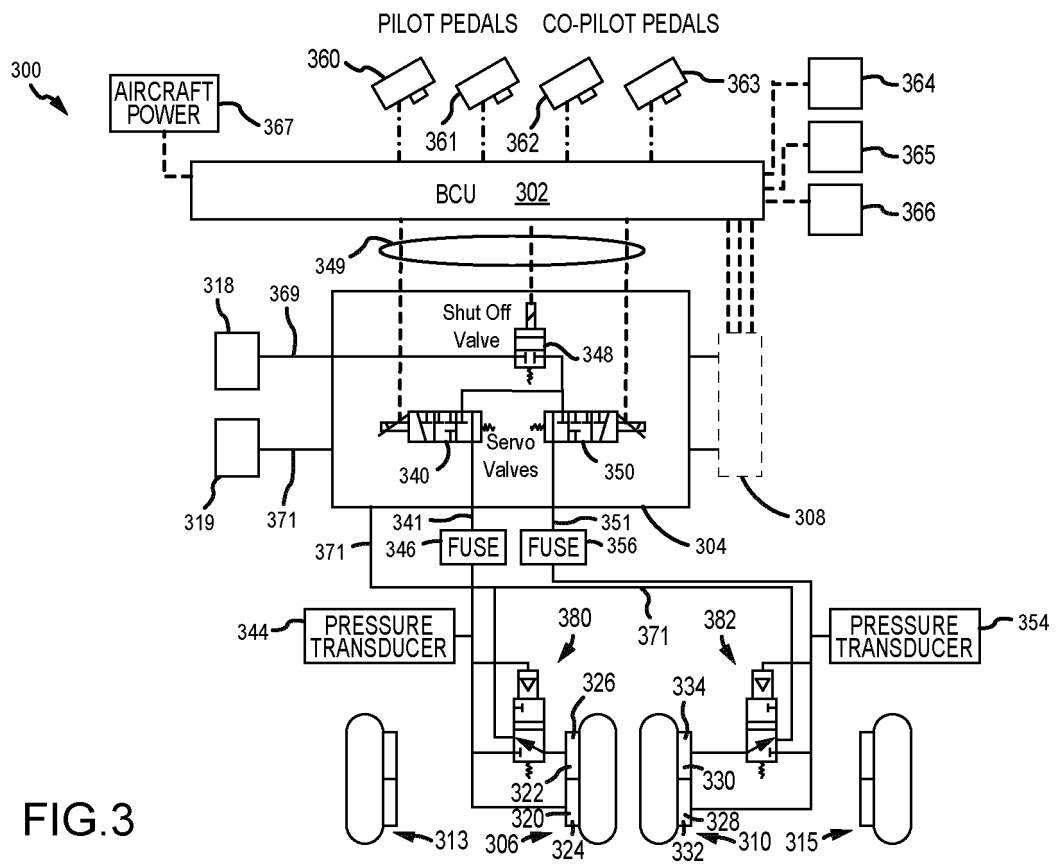 PILOT PEDALS CO-PILOT PEDALS
300
360
363
364
AIRCRAFT
POWER
367
361
362
365
BCU 302
366
349
318
369
Shut Off
Valve
348
340
Servo
Valves
350
319
371
308
341
351
304
371
346
FUSE
FUSE
356
344
PRESSURE
TRANSDUCER
380
371
382
PRESSURE
TRANSDUCER
354
326
334
322
330
320
328
313
306
324
332
310
315
FIG.3